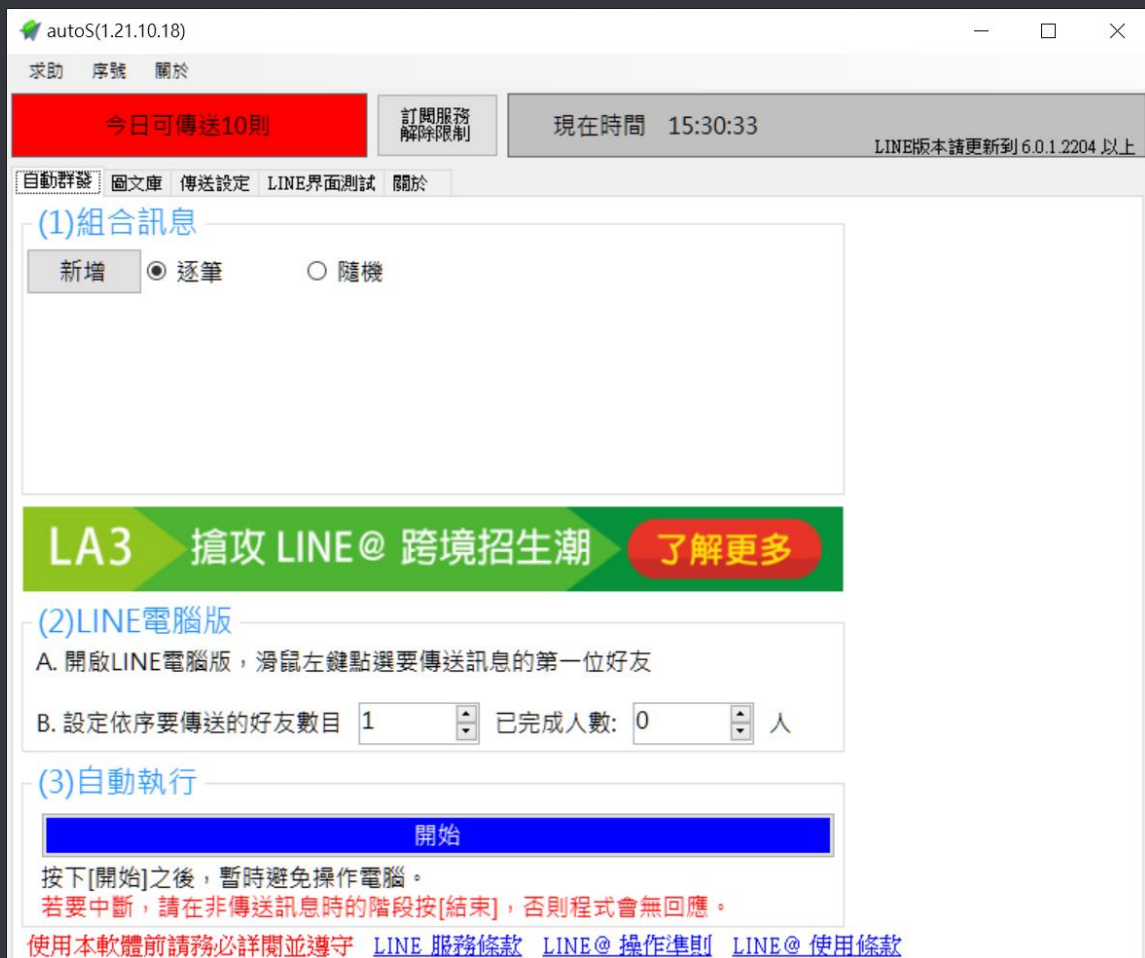 autoS(1.21.10.18)
求助 序號 關於
今日可傳送10則
訂閱服務
解除限制
現在時間 15:30:33
LINE版本請更新到 6.0.1.2204 以上
自動群發 圖文庫 傳送設定 LINE界面測試 關於
(1)組合訊息
新增 逐筆 隨機
LA3 搶攻 LINE@ 跨境招生潮 了解更多
(2)LINE電腦版
A. 開啟LINE電腦版，滑鼠左鍵點選要傳送訊息的第一位好友
B. 設定依序要傳送的好友數目 1 已完成人數: 0 人
(3)自動執行
開始
按下[開始]之後，暫時避免操作電腦。
若要中斷，請在非傳送訊息時的階段按[結束]，否則程式會無回應。
使用本軟體前請務必詳閱並遵守 LINE 服務條款 LINE@ 操作準則 LINE@ 使用條款